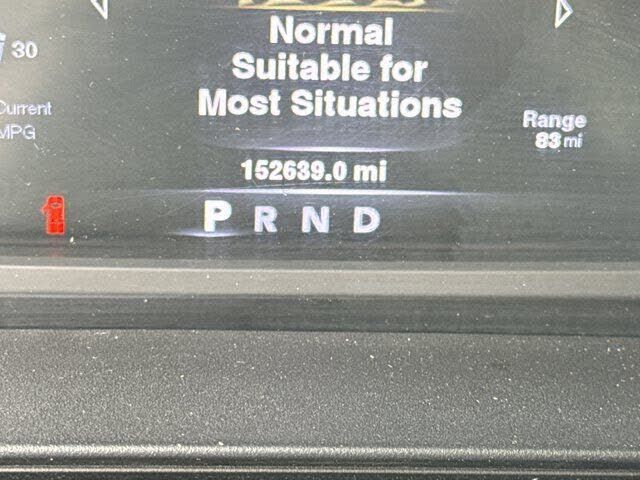 Normal
Suitable for
Most Situations
30
Current
MPG
Range
83 mi
152639.0 mi
P R N D